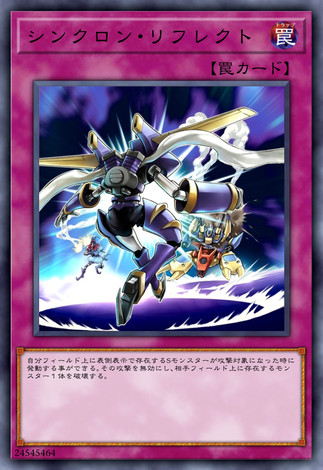 シンクロン・リフレクト
トラップ
罠
【罠カード】
自分フィールド上に表側表示で存在するSモンスターが攻撃対象になった時に
発動する事ができる。その攻撃を無効にし、相手フィールド上に存在するモン
スター1体を破壊する。
24545464